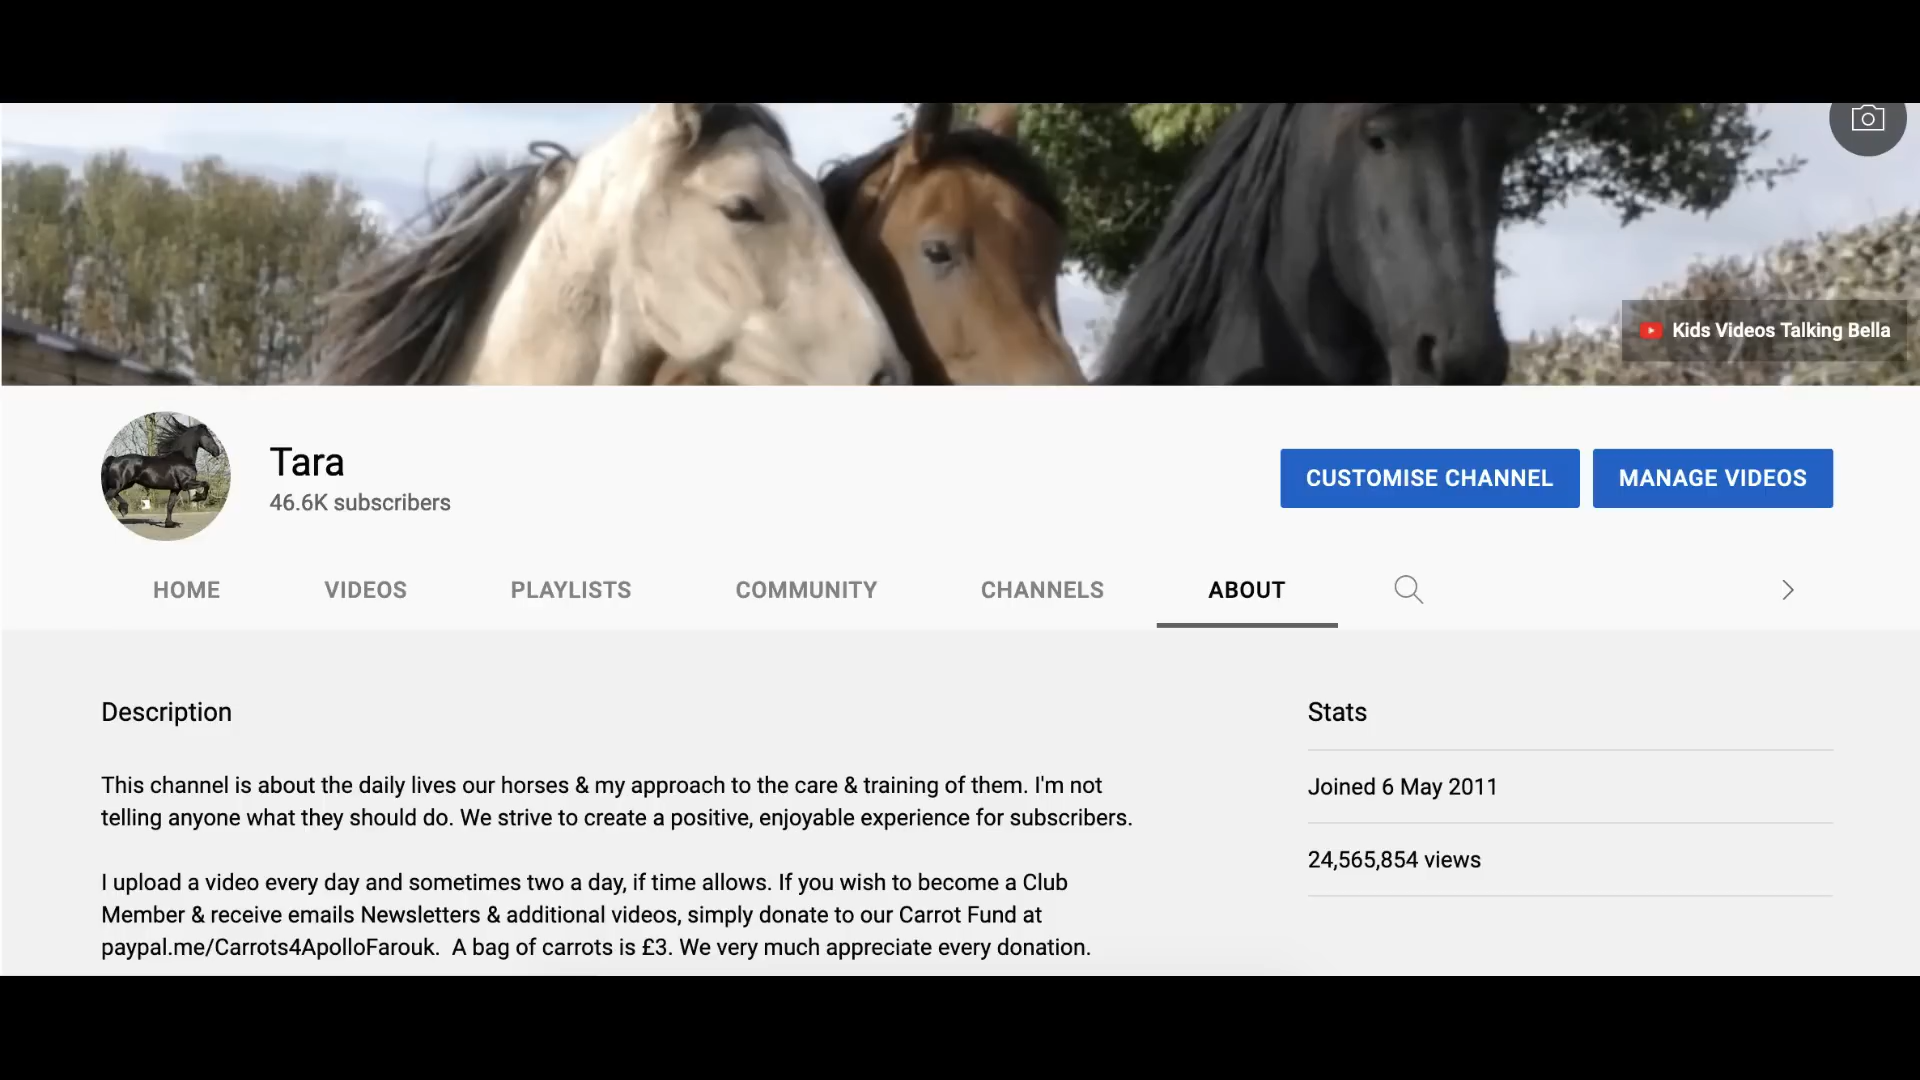 Kids Videos Talking Bella
Tara
46.6K subscribers
CUSTOMISE CHANNEL
MANAGE VIDEOS
HOME
VIDEOS
PLAYLISTS
COMMUNITY
CHANNELS
ABOUT
Description
This channel is about the daily lives our horses & my approach to the care & training of them. I'm not
telling anyone what they should do. We strive to create a positive, enjoyable experience for subscribers.
I upload a video every day and sometimes two a day, if time allows. If you wish to become a Club
Member & receive emails Newsletters & additional videos, simply donate to our Carrot Fund at
paypal.me/Carrots4ApolloFarouk.  A bag of carrots is £3. We very much appreciate every donation.
Stats
Joined 6 May 2011
24,565,854 views